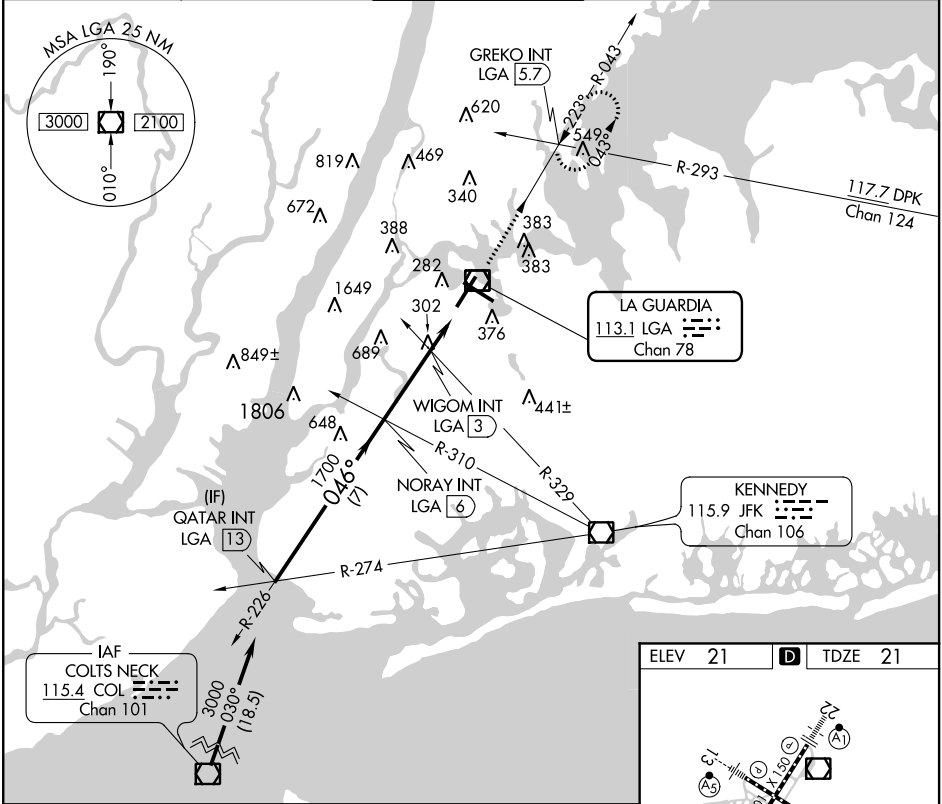 MSA LGA 25 NM
190°
3000
2100
010°
GREKO INT
LGA 5.7
R-043
223°
043°
549
620
819
469
340
R-293
117.7 DPK
Chan 124
672
388
383
383
282
1649
302
376
LA GUARDIA
113.1 LGA
Chan 78
849±
689
1806
WIGOM INT
LGA 3
441±
648
R-310
R-329
1700
046°
(7)
NORAY INT
LGA 6
KENNEDY
115.9 JFK
Chan 106
(IF)
QATAR INT
LGA 13
R-274
R-226
IAF
COLTS NECK
115.4 COL
Chan 101
3000
030°
(18.5)
ELEV 21
D
TDZE 21
22
A1
P
13
P
A5
X 150